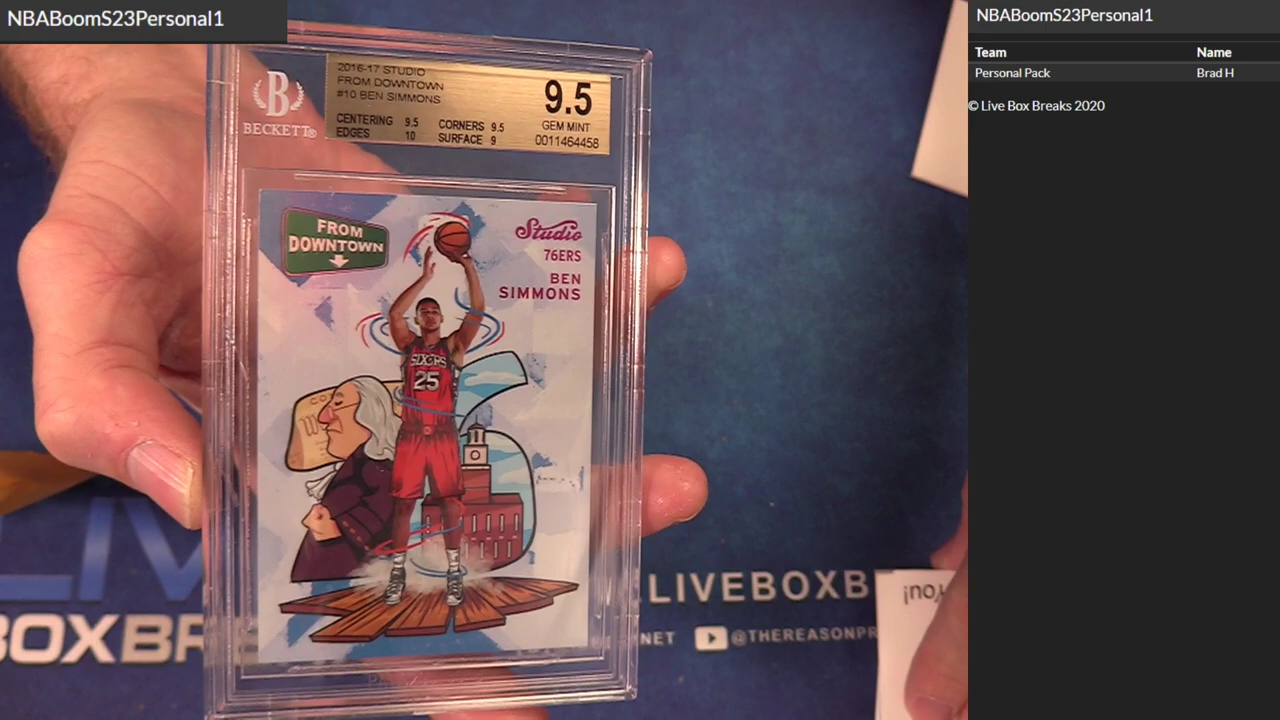 NBABoomS23Personal1
B
BECKETT®
2016-17 STUDIO
FROM DOWNTOWN
#10 BEN SIMMONS
CENTERING 9.5 CORNERS 9.5
EDGES 10 SURFACE 9
9.5
GEM MINT
0011464458
FROM
DOWNTOWN
Studio
76ERS
BEN
SIMMONS
SIXERS
25
LIV
BOXBR
LIVEBOXB
NET @THEREASONPR
NBABoomS23Personal1
Team Name
Personal Pack Brad H
© Live Box Breaks 2020